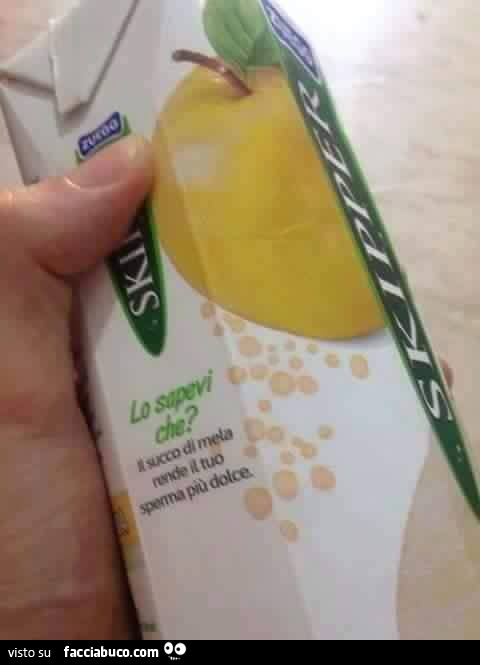 ZUEGG
SKI
SKIPPER
Lo sapevi
che?
Il succo di mela
rende il tuo
sperma più dolce.
visto su facciabuco.com